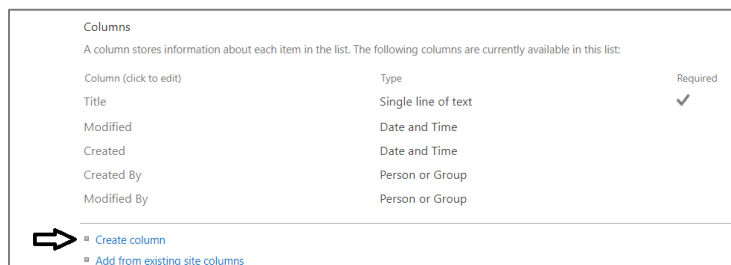 Columns
A column stores information about each item in the list. The following columns are currently available in this list:
Column (click to edit) Type Required
Title Single line of text
Modified Date and Time
Created Date and Time
Created By Person or Group
Modified By Person or Group
Create column
Add from existing site columns